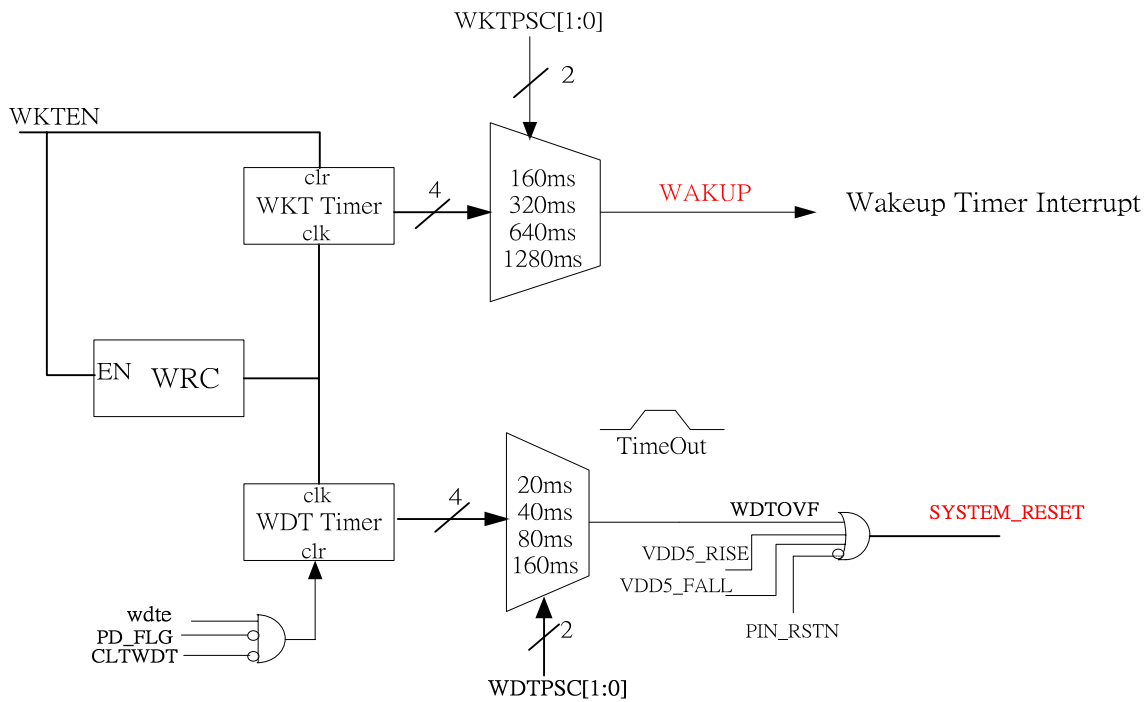 WKTPSC[1:0]
2
WKTEN
clr
WKT Timer
clk
4
160ms
320ms
640ms
1280ms
WAKUP
Wakeup Timer Interrupt
EN
WRC
TimeOut
clk
WDT Timer
clr
4
20ms
40ms
80ms
160ms
WDTOVF
SYSTEM_RESET
VDD5_RISE
VDD5_FALL
PIN_RSTN
wdte
PD_FLG
CLTWDT
2
WDTPSC[1:0]